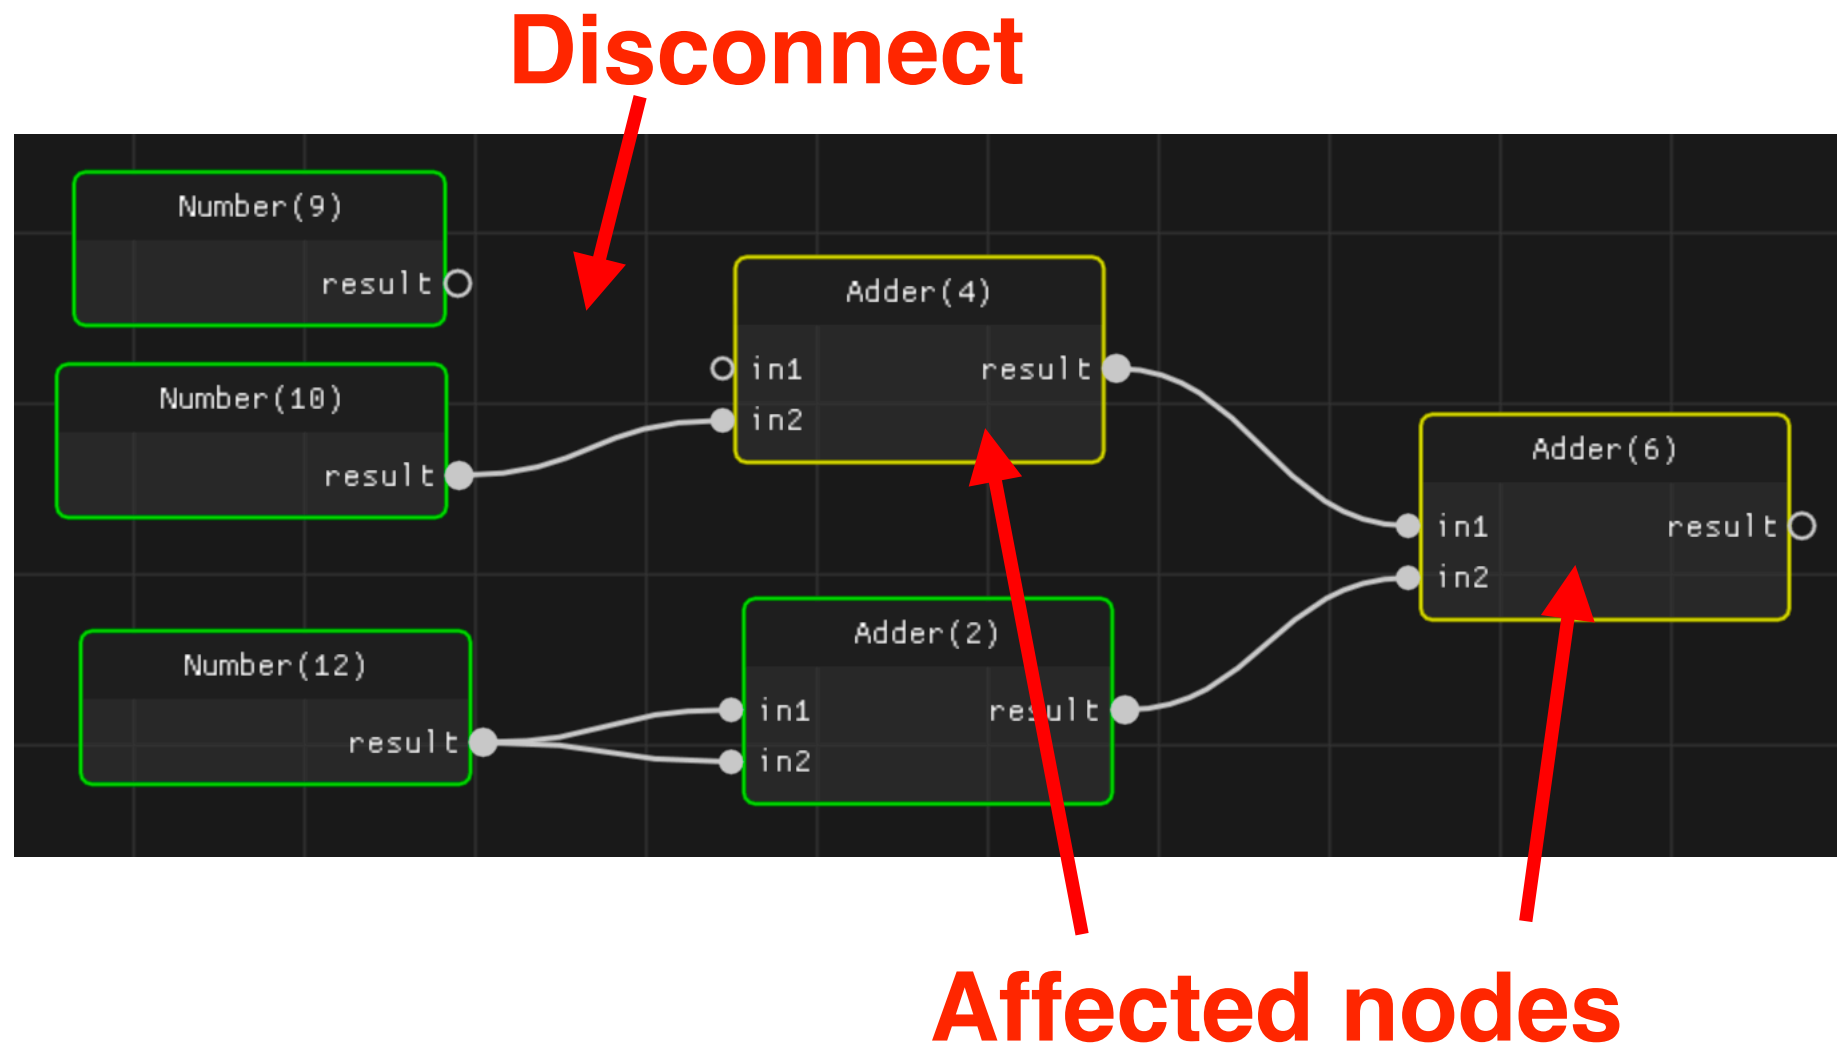 Disconnect
Number(9)
result
Number(10)
result
Adder(4)
in1 result
in2
Adder(6)
in1 result
in2
Number(12)
result
Adder(2)
in1 result
in2
Affected nodes